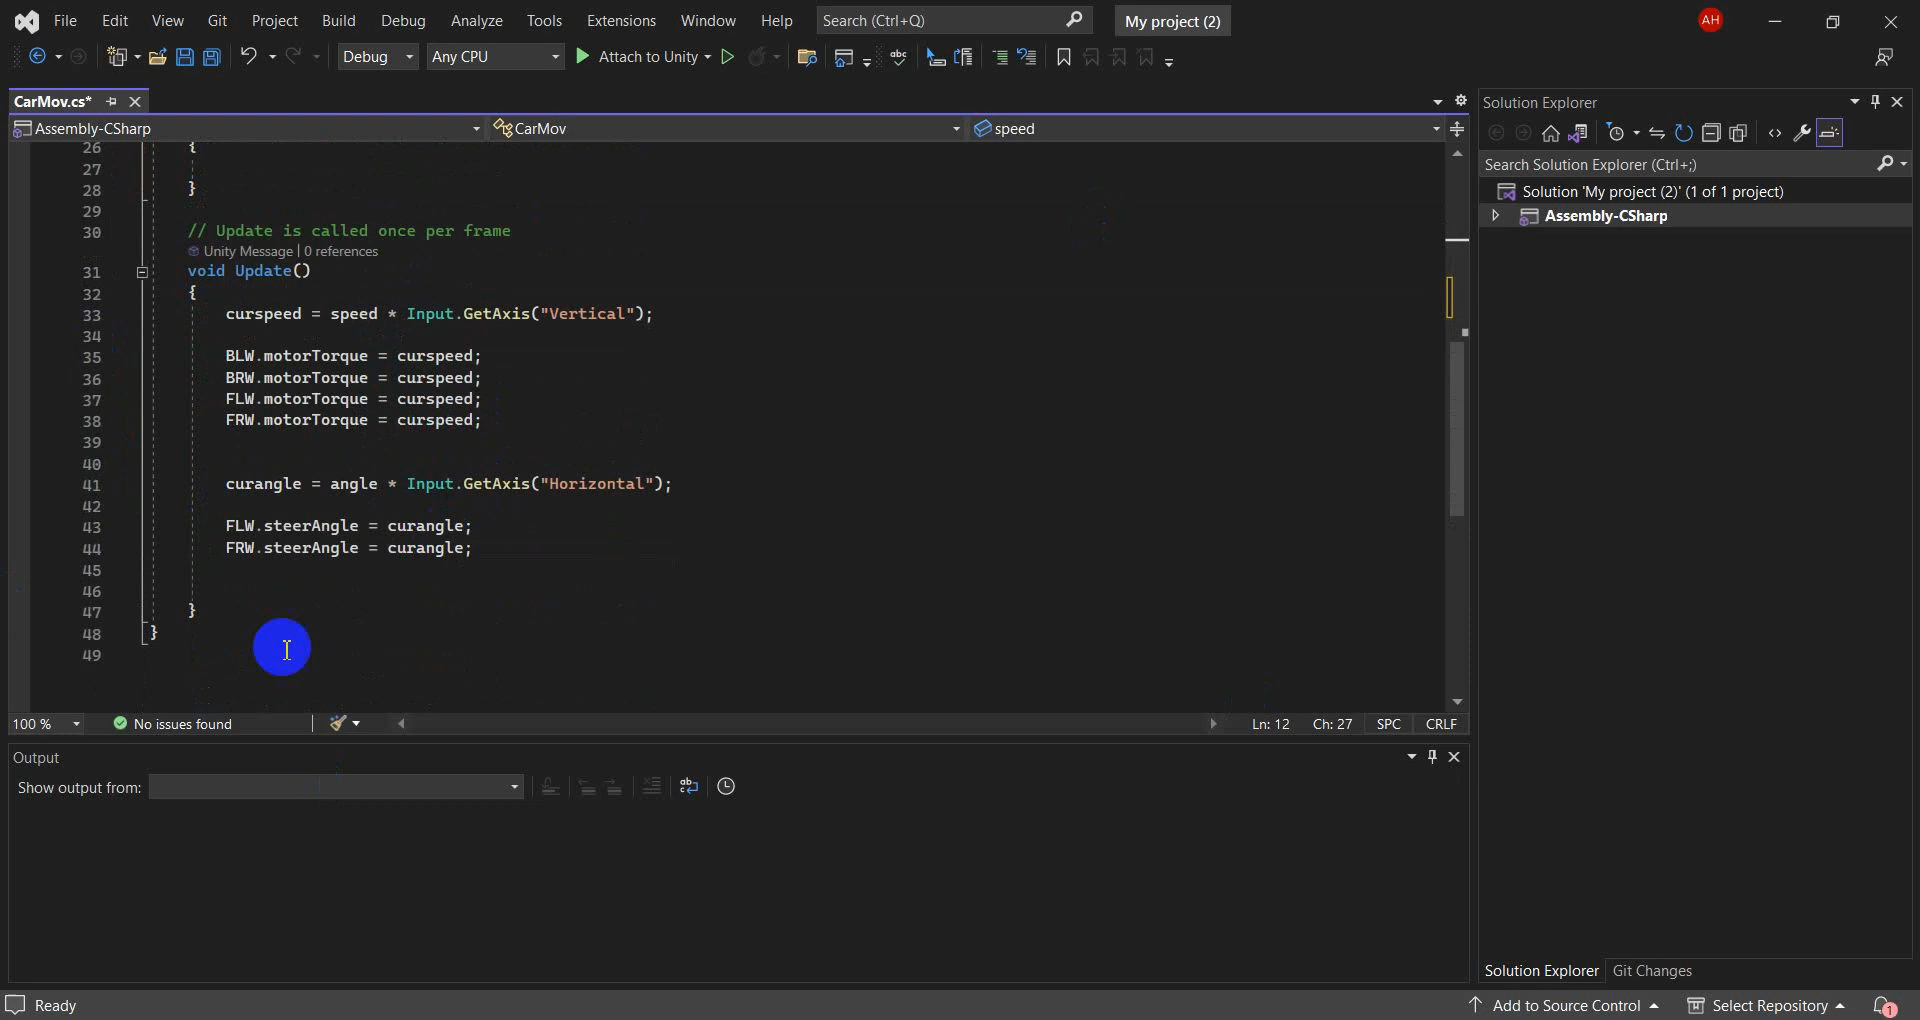 File Edit View Git Project Build Debug Analyze Tools Extensions Window Help Search (Ctrl+Q) My project (2) AH
Debug Any CPU Attach to Unity
CarMov.cs*
Assembly-CSharp CarMov speed
26 {
27
28 }
29
30 // Update is called once per frame
Unity Message | 0 references
31 void Update()
32 {
33 curspeed = speed * Input.GetAxis("Vertical");
34
35 BLW.motorTorque = curspeed;
36 BRW.motorTorque = curspeed;
37 FLW.motorTorque = curspeed;
38 FRW.motorTorque = curspeed;
39
40
41 curangle = angle * Input.GetAxis("Horizontal");
42
43 FLW.steerAngle = curangle;
44 FRW.steerAngle = curangle;
45
46
47 }
48 }
49
100 % No issues found Ln: 12 Ch: 27 SPC CRLF
Output
Show output from:
Solution Explorer
Search Solution Explorer (Ctrl+;)
Solution 'My project (2)' (1 of 1 project)
Assembly-CSharp
Solution Explorer Git Changes
Ready Add to Source Control Select Repository 1